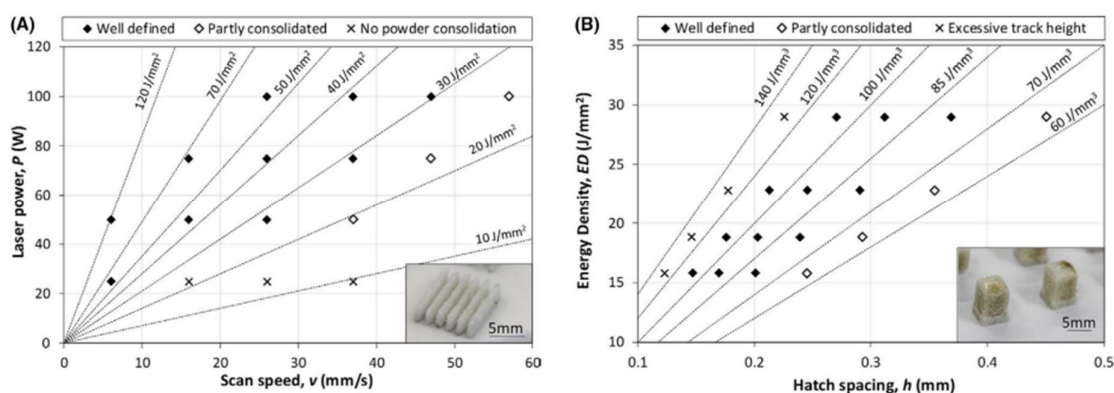 (A)
◆ Well defined ◇ Partly consolidated × No powder consolidation
120
100
80
60
40
20
0
Laser power, P (W)
120 J/mm²
70 J/mm²
50 J/mm²
40 J/mm²
30 J/mm²
20 J/mm²
10 J/mm²
5mm
0 10 20 30 40 50 60
Scan speed, v (mm/s)
(B)
◆ Well defined ◇ Partly consolidated × Excessive track height
35
30
25
20
15
10
Energy Density, ED (J/mm²)
140 J/mm³
120 J/mm³
100 J/mm³
85 J/mm³
70 J/mm³
60 J/mm³
5mm
0.1 0.2 0.3 0.4 0.5
Hatch spacing, h (mm)